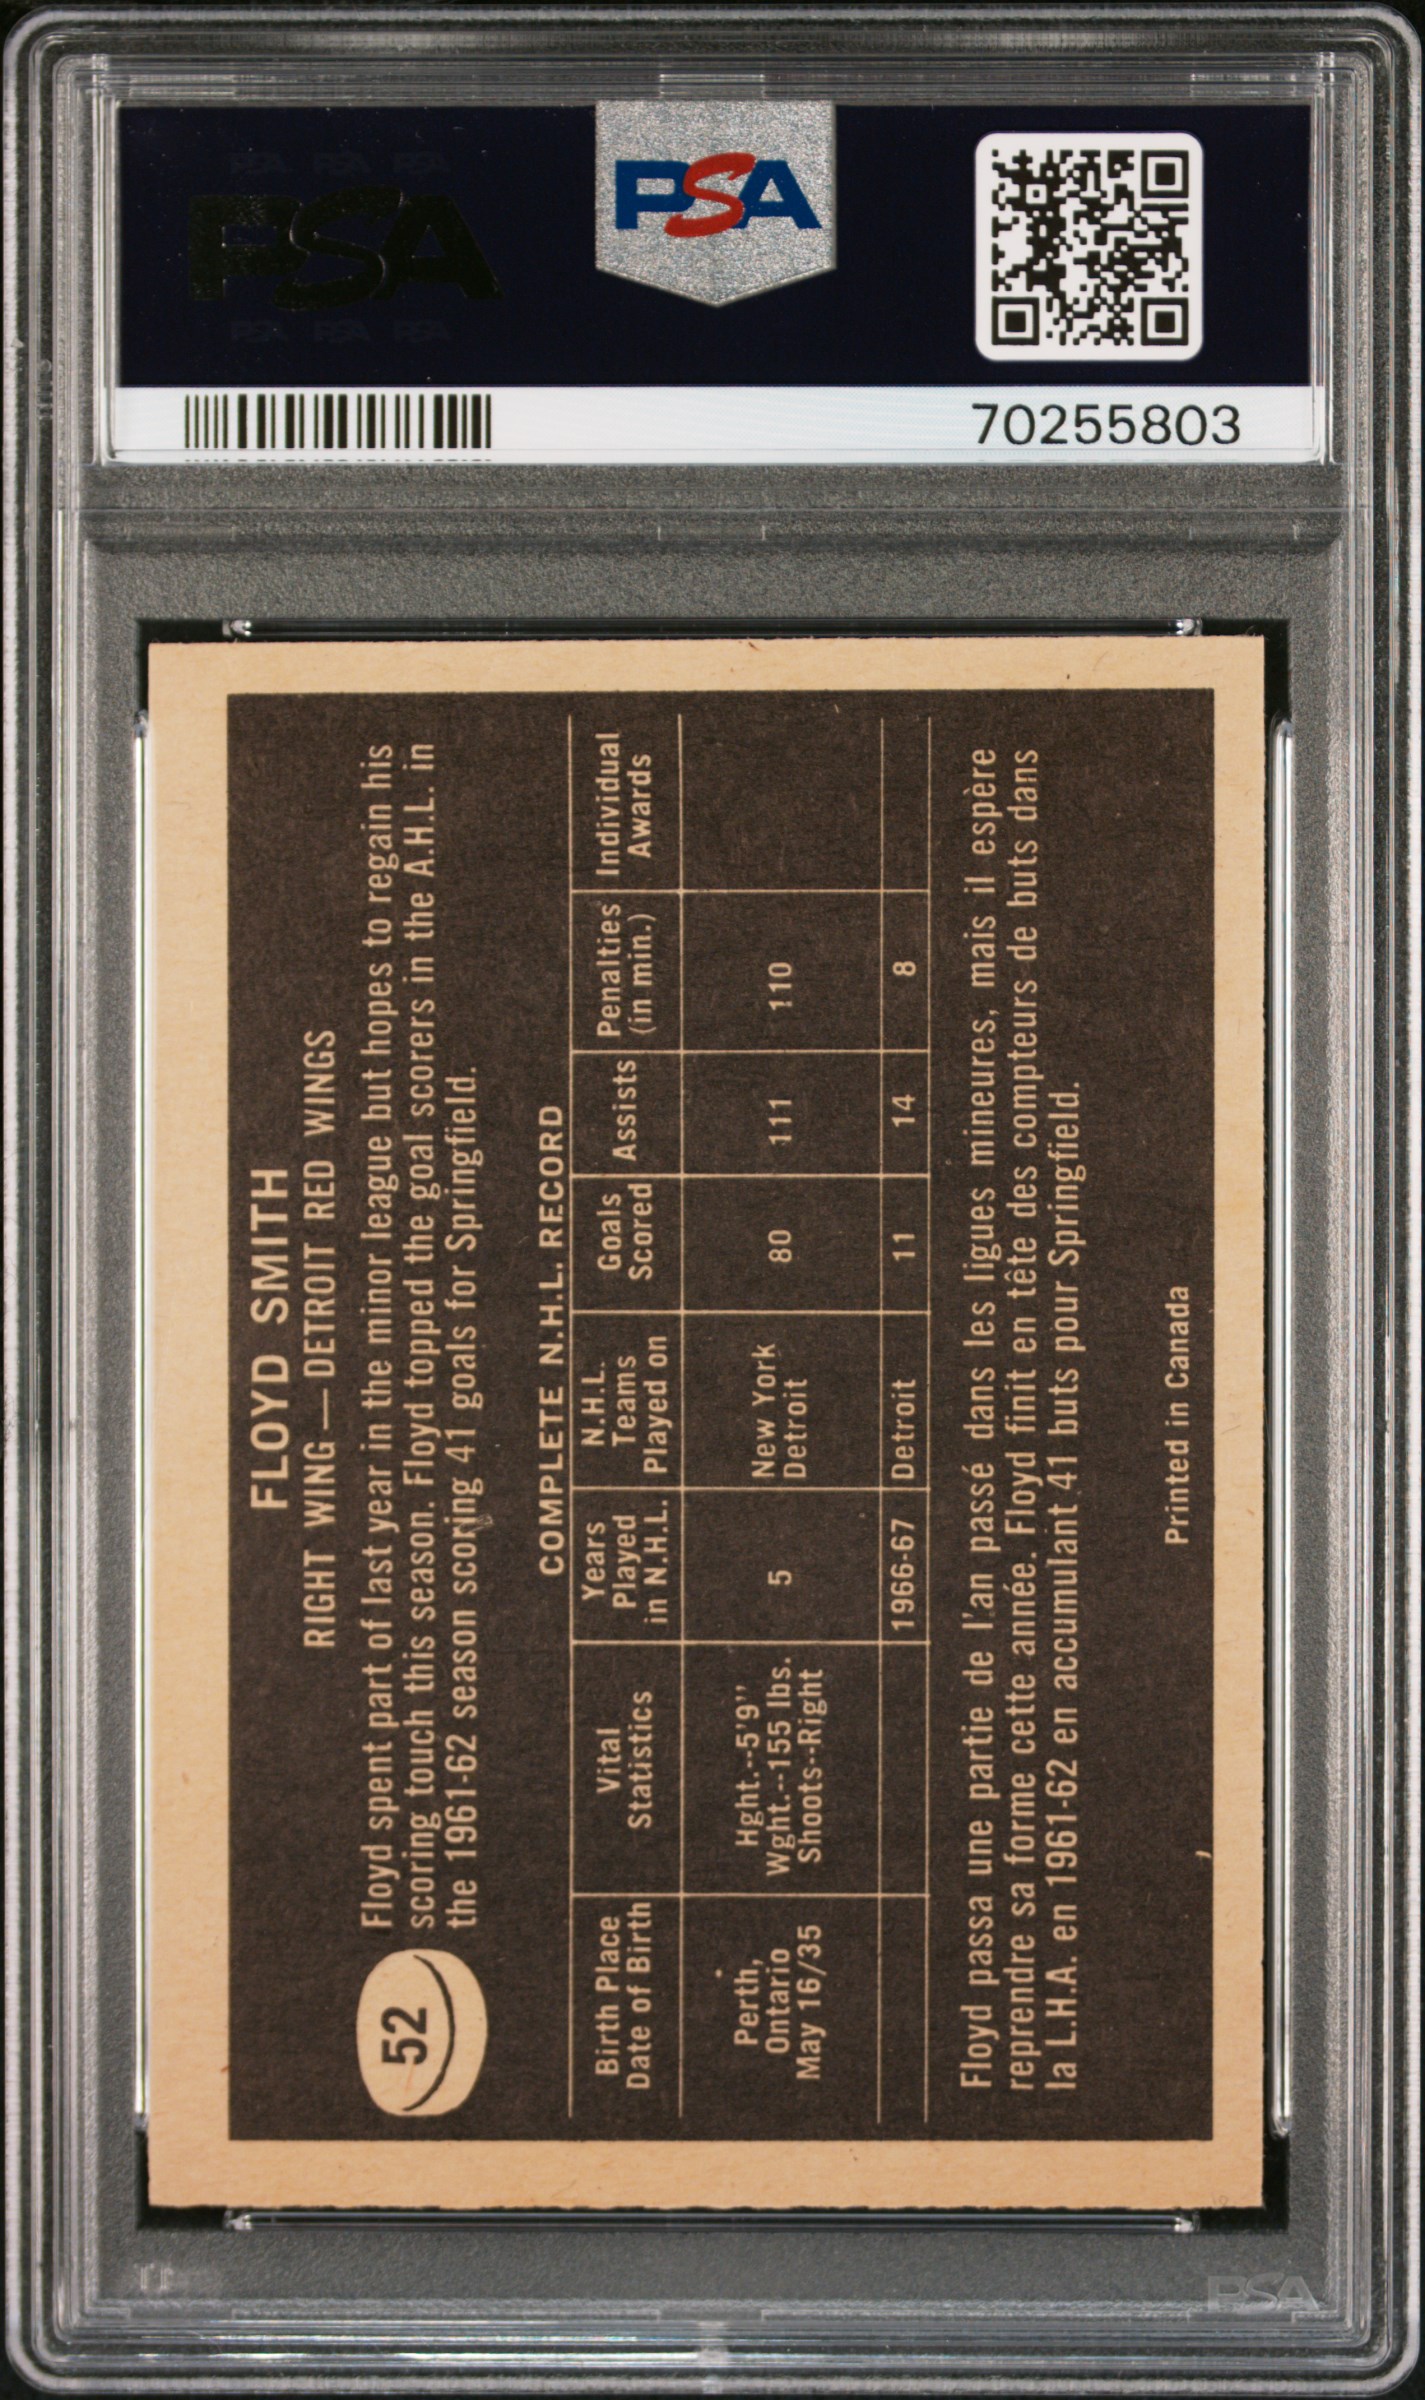 PSA
PSA
70255803
52
FLOYD SMITH
RIGHT WING—DETROIT RED WINGS
Floyd spent part of last year in the minor league but hopes to regain his
scoring touch this season. Floyd topped the goal scorers in the A.H.L. in
the 1961-62 season scoring 41 goals for Springfield.
COMPLETE N.H.L. RECORD
Birth Place
Date of Birth
Vital
Statistics
Years
Played
in N.H.L.
N.H.L.
Teams
Played on
Goals
Scored
Assists
Penalties
(in min.)
Individual
Awards
Perth,
Ontario
May 16/35
Hght.--5'9''
Wght.--155 lbs.
Shoots--Right
5
New York
Detroit
80
111
110
1966-67
Detroit
11
14
8
Floyd passa une partie de l'an passé dans les ligues mineures, mais il espère
reprendre sa forme cette année. Floyd finit en tête des compteurs de buts dans
la L.H.A. en 1961-62 en accumulant 41 buts pour Springfield.
Printed in Canada
PSA